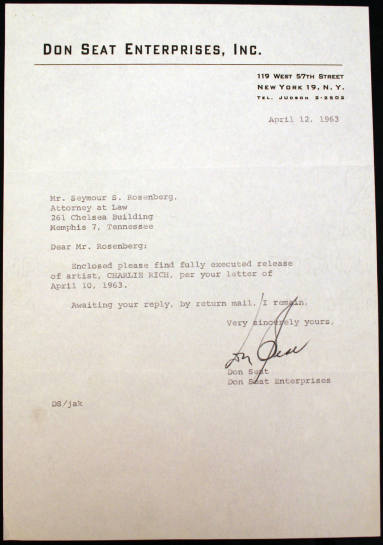 DON SEAT ENTERPRISES, INC.
119 WEST 57TH STREET
NEW YORK 19, N. Y.
TEL. JUDSON 2-2502
April 12, 1963
Mr. Seymour S. Rosenberg,
Attorney at Law
261 Chelsea Building
Memphis 7, Tennessee
Dear Mr. Rosenberg:
Enclosed please find fully executed release
of artist, CHARLIE RICH, per your letter of
April 10, 1963.
Awaiting your reply, by return mail, I remain,
Very sincerely yours,
Don Seat
Don Seat
Don Seat Enterprises
DS/jak